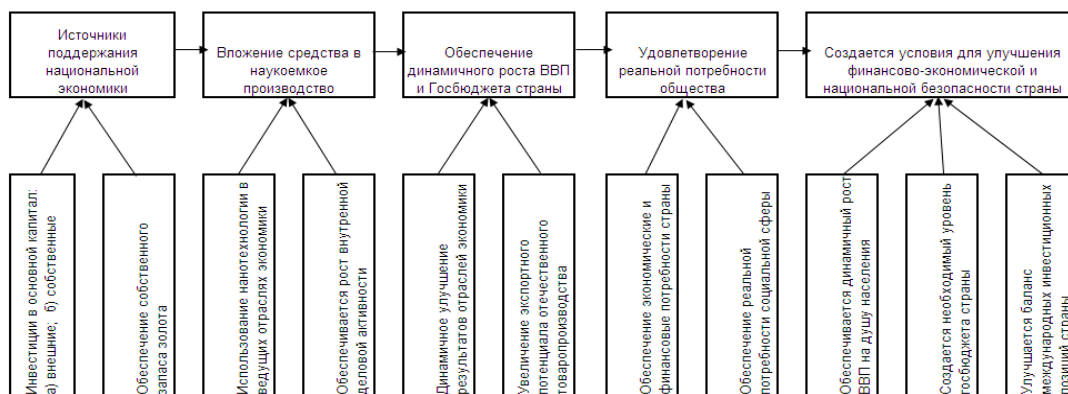 Источники
поддержания
национальной
экономики
Вложение средства в
наукоемкое
производство
Обеспечение
динамичного роста ВВП
и Госбюджета страны
Удовлетворение
реальной потребности
общества
Создается условия для улучшения
финансово-экономической и
национальной безопасности страны
Инвестиции в основной капитал:
а) внешние; б) собственные
Обеспечение собственного
запаса золота
Использование нанотехнологии в
ведущих отраслях экономики
Обеспечивается рост внутренной
деловой активности
Динамичное улучшение
результатов отраслей экономики
Увеличение экспортного
потенциала отечественного
товаропроизводства
Обеспечение экономические и
финансовые потребности страны
Обеспечение реальной
потребности социальной сферы
Обеспечивается динамичный рост
ВВП на душу населения
Создается необходимый уровень
госбюджета страны
Улучшается баланс
международных инвестиционных
позиций страны